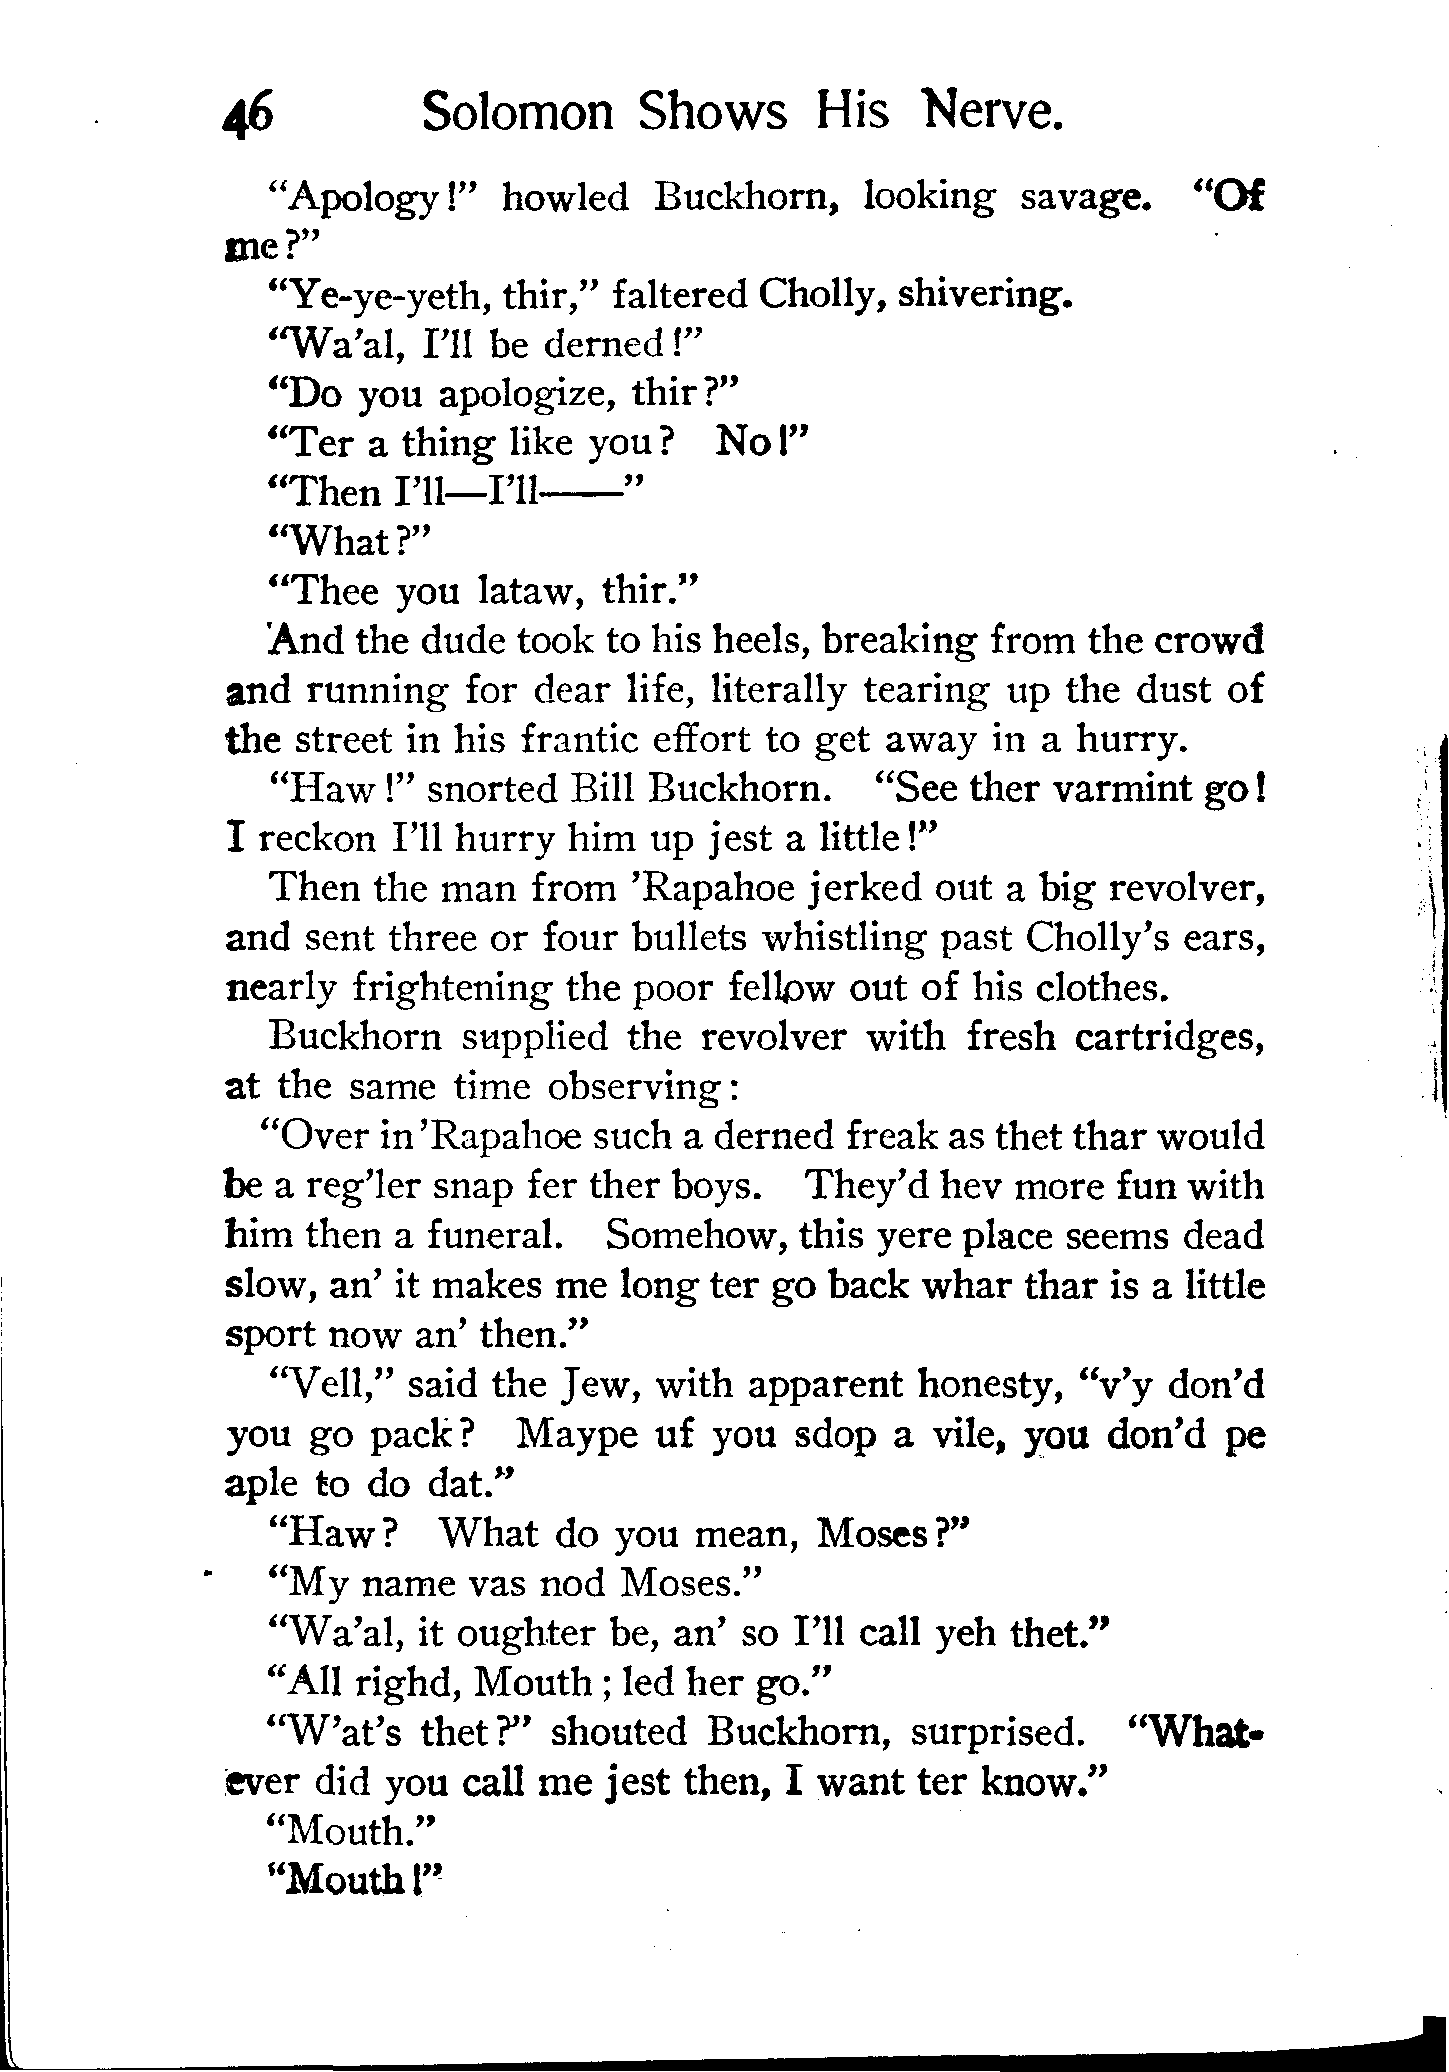 46 Solomon Shows His Nerve.
“Apology!” howled Buckhorn, looking savage. “Of
me?”
“Ye-ye-yeth, thir,” faltered Cholly, shivering.
“Wa’al, I’ll be derned!”
“Do you apologize, thir?”
“Ter a thing like you? No!”
“Then I’ll—I’ll——”
“What?”
“Thee you lataw, thir.”
And the dude took to his heels, breaking from the crowd
and running for dear life, literally tearing up the dust of
the street in his frantic effort to get away in a hurry.
“Haw!” snorted Bill Buckhorn. “See ther varmint go!
I reckon I’ll hurry him up jest a little!”
Then the man from ’Rapahoe jerked out a big revolver,
and sent three or four bullets whistling past Cholly’s ears,
nearly frightening the poor fellow out of his clothes.
Buckhorn supplied the revolver with fresh cartridges,
at the same time observing:
“Over in ’Rapahoe such a derned freak as thet thar would
be a reg’ler snap fer ther boys. They’d hev more fun with
him then a funeral. Somehow, this yere place seems dead
slow, an’ it makes me long ter go back whar thar is a little
sport now an’ then.”
“Vell,” said the Jew, with apparent honesty, “v’y don’d
you go pack? Maype uf you sdop a vile, you don’d pe
aple to do dat.”
“Haw? What do you mean, Moses?”
“My name vas nod Moses.”
“Wa’al, it oughter be, an’ so I’ll call yeh thet.”
“All righd, Mouth; led her go.”
“W’at’s thet?” shouted Buckhorn, surprised. “What-
ever did you call me jest then, I want ter know.”
“Mouth.”
“Mouth!”